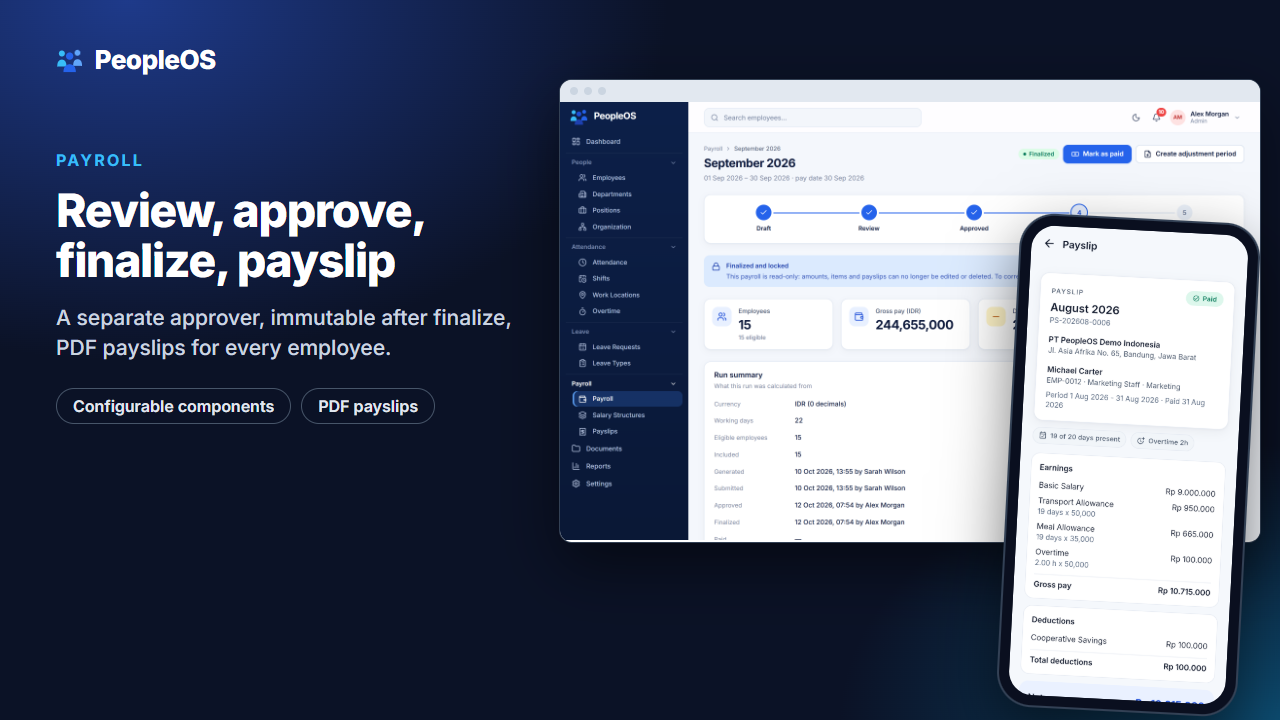 PeopleOS
PAYROLL
Review, approve,
finalize, payslip
A separate approver, immutable after finalize,
PDF payslips for every employee.
Configurable components
PDF payslips
PeopleOS
Dashboard
People
Employees
Departments
Positions
Organization
Attendance
Attendance
Shifts
Work Locations
Overtime
Leave
Leave Requests
Leave Types
Payroll
Payroll
Salary Structures
Payslips
Documents
Reports
Settings
Search employees...
AM
Alex Morgan
Admin
Payroll > September 2026
September 2026
01 Sep 2026 – 30 Sep 2026 · pay date 30 Sep 2026
Finalized
Mark as paid
Create adjustment period
4
5
Draft
Review
Approved
Finalized and locked
This payroll is read-only: amounts, items and payslips can no longer be edited or deleted. To
Employees
15
15 eligible
Gross pay (IDR)
244,655,000
Run summary
What this run was calculated from
Currency IDR (0 decimals)
Working days 22
Eligible employees 15
Included 15
Generated 10 Oct 2026, 13:55 by Sarah Wilson
Submitted 10 Oct 2026, 13:55 by Sarah Wilson
Approved 12 Oct 2026, 07:54 by Alex Morgan
Finalized 12 Oct 2026, 07:54 by Alex Morgan
Payslip
PAYSLIP
Paid
August 2026
PS-202608-0006
PT PeopleOS Demo Indonesia
Jl. Asia Afrika No. 65, Bandung, Jawa Barat
Michael Carter
EMP-0012 · Marketing Staff · Marketing
Period 1 Aug 2026 - 31 Aug 2026 · Paid 31 Aug
2026
19 of 20 days present
Overtime 2h
Earnings
Basic Salary Rp 9.000.000
Transport Allowance Rp 950.000
19 days x 50,000
Meal Allowance Rp 665.000
19 days x 35,000
Overtime Rp 100.000
2.00 h x 50,000
Gross pay Rp 10.715.000
Deductions
Cooperative Savings Rp 100.000
Total deductions Rp 100.000